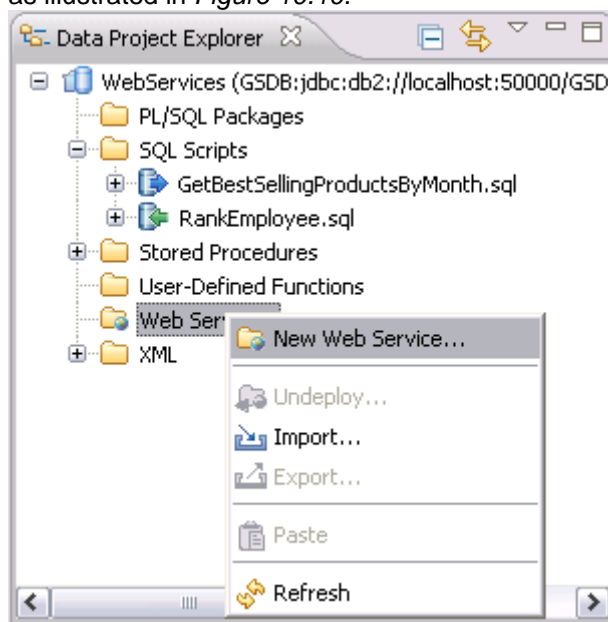 Data Project Explorer
WebServices (GSDB:jdbc:db2://localhost:50000/GSD
PL/SQL Packages
SQL Scripts
GetBestSellingProductsByMonth.sql
RankEmployee.sql
Stored Procedures
User-Defined Functions
Web Ser
New Web Service...
XML
Undeploy...
Import...
Export...
Paste
Refresh